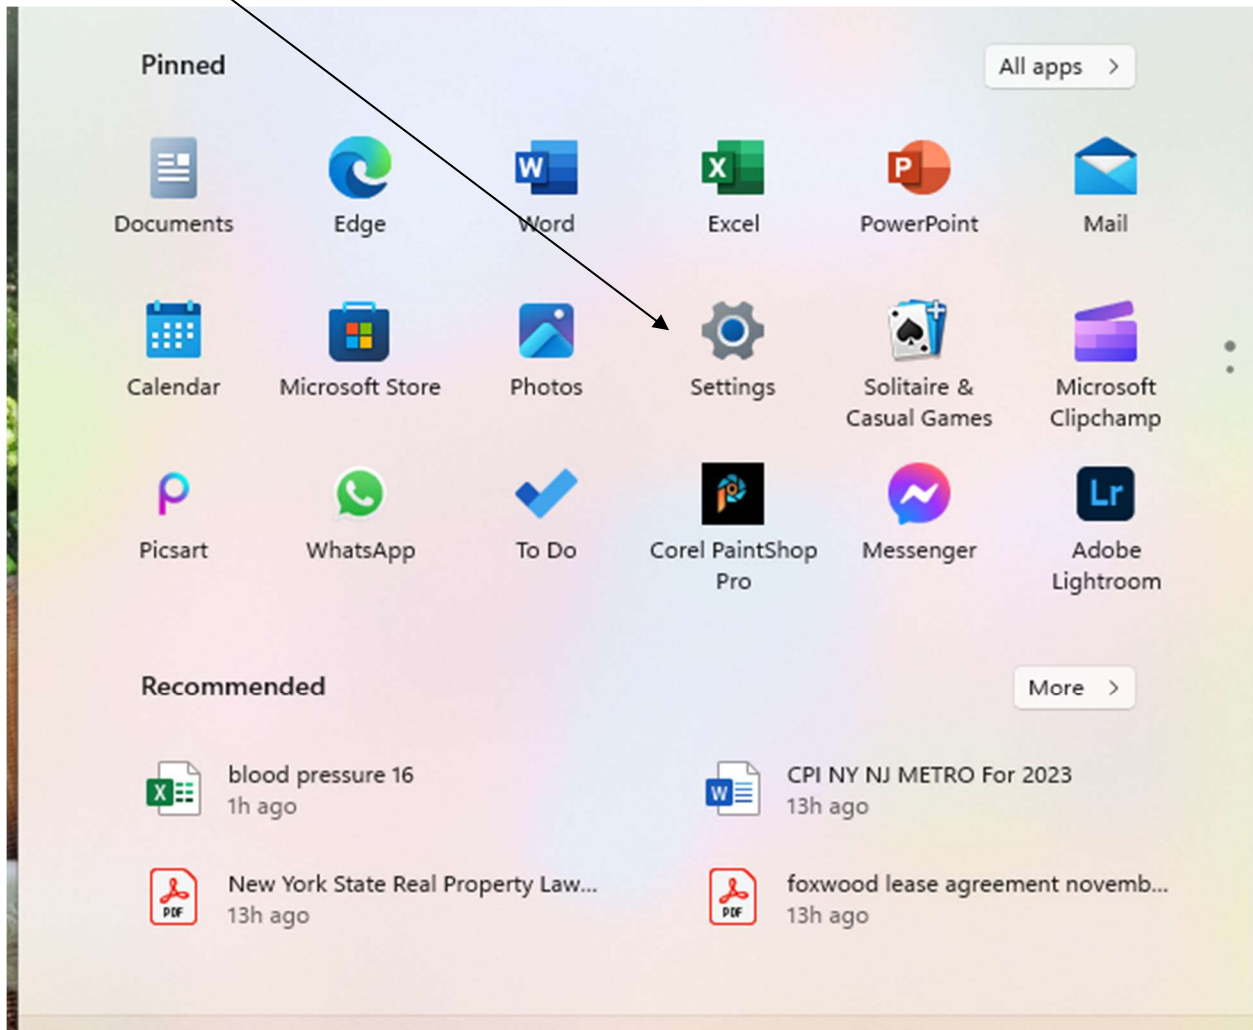 Pinned
All apps
Documents
Edge
W
Word
X
Excel
P
PowerPoint
Mail
Calendar
Microsoft Store
Photos
Settings
Solitaire &
Casual Games
Microsoft
Clipchamp
Picsart
WhatsApp
To Do
Corel PaintShop
Pro
Messenger
Lr
Adobe
Lightroom
Recommended
More
X
blood pressure 16
1h ago
W
CPI NY NJ METRO For 2023
13h ago
PDF
New York State Real Property Law...
13h ago
PDF
foxwood lease agreement novemb...
13h ago